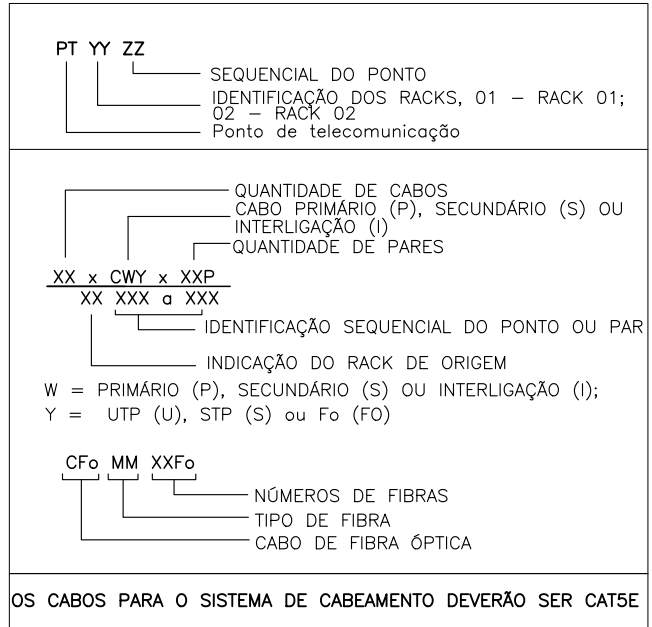 PT YY ZZ
SEQUENCIAL DO PONTO
IDENTIFICAÇÃO DOS RACKS, 01 – RACK 01;
02 – RACK 02
Ponto de telecomunicação
QUANTIDADE DE CABOS
CABO PRIMÁRIO (P), SECUNDÁRIO (S) OU
INTERLIGAÇÃO (I)
QUANTIDADE DE PARES
XX x CWY x XXP
XX XXX a XXX
IDENTIFICAÇÃO SEQUENCIAL DO PONTO OU PAR
INDICAÇÃO DO RACK DE ORIGEM
W = PRIMÁRIO (P), SECUNDÁRIO (S) OU INTERLIGAÇÃO (I);
Y = UTP (U), STP (S) ou Fo (FO)
CFo MM XXFo
NÚMEROS DE FIBRAS
TIPO DE FIBRA
CABO DE FIBRA ÓPTICA
OS CABOS PARA O SISTEMA DE CABEAMENTO DEVERÃO SER CAT5E